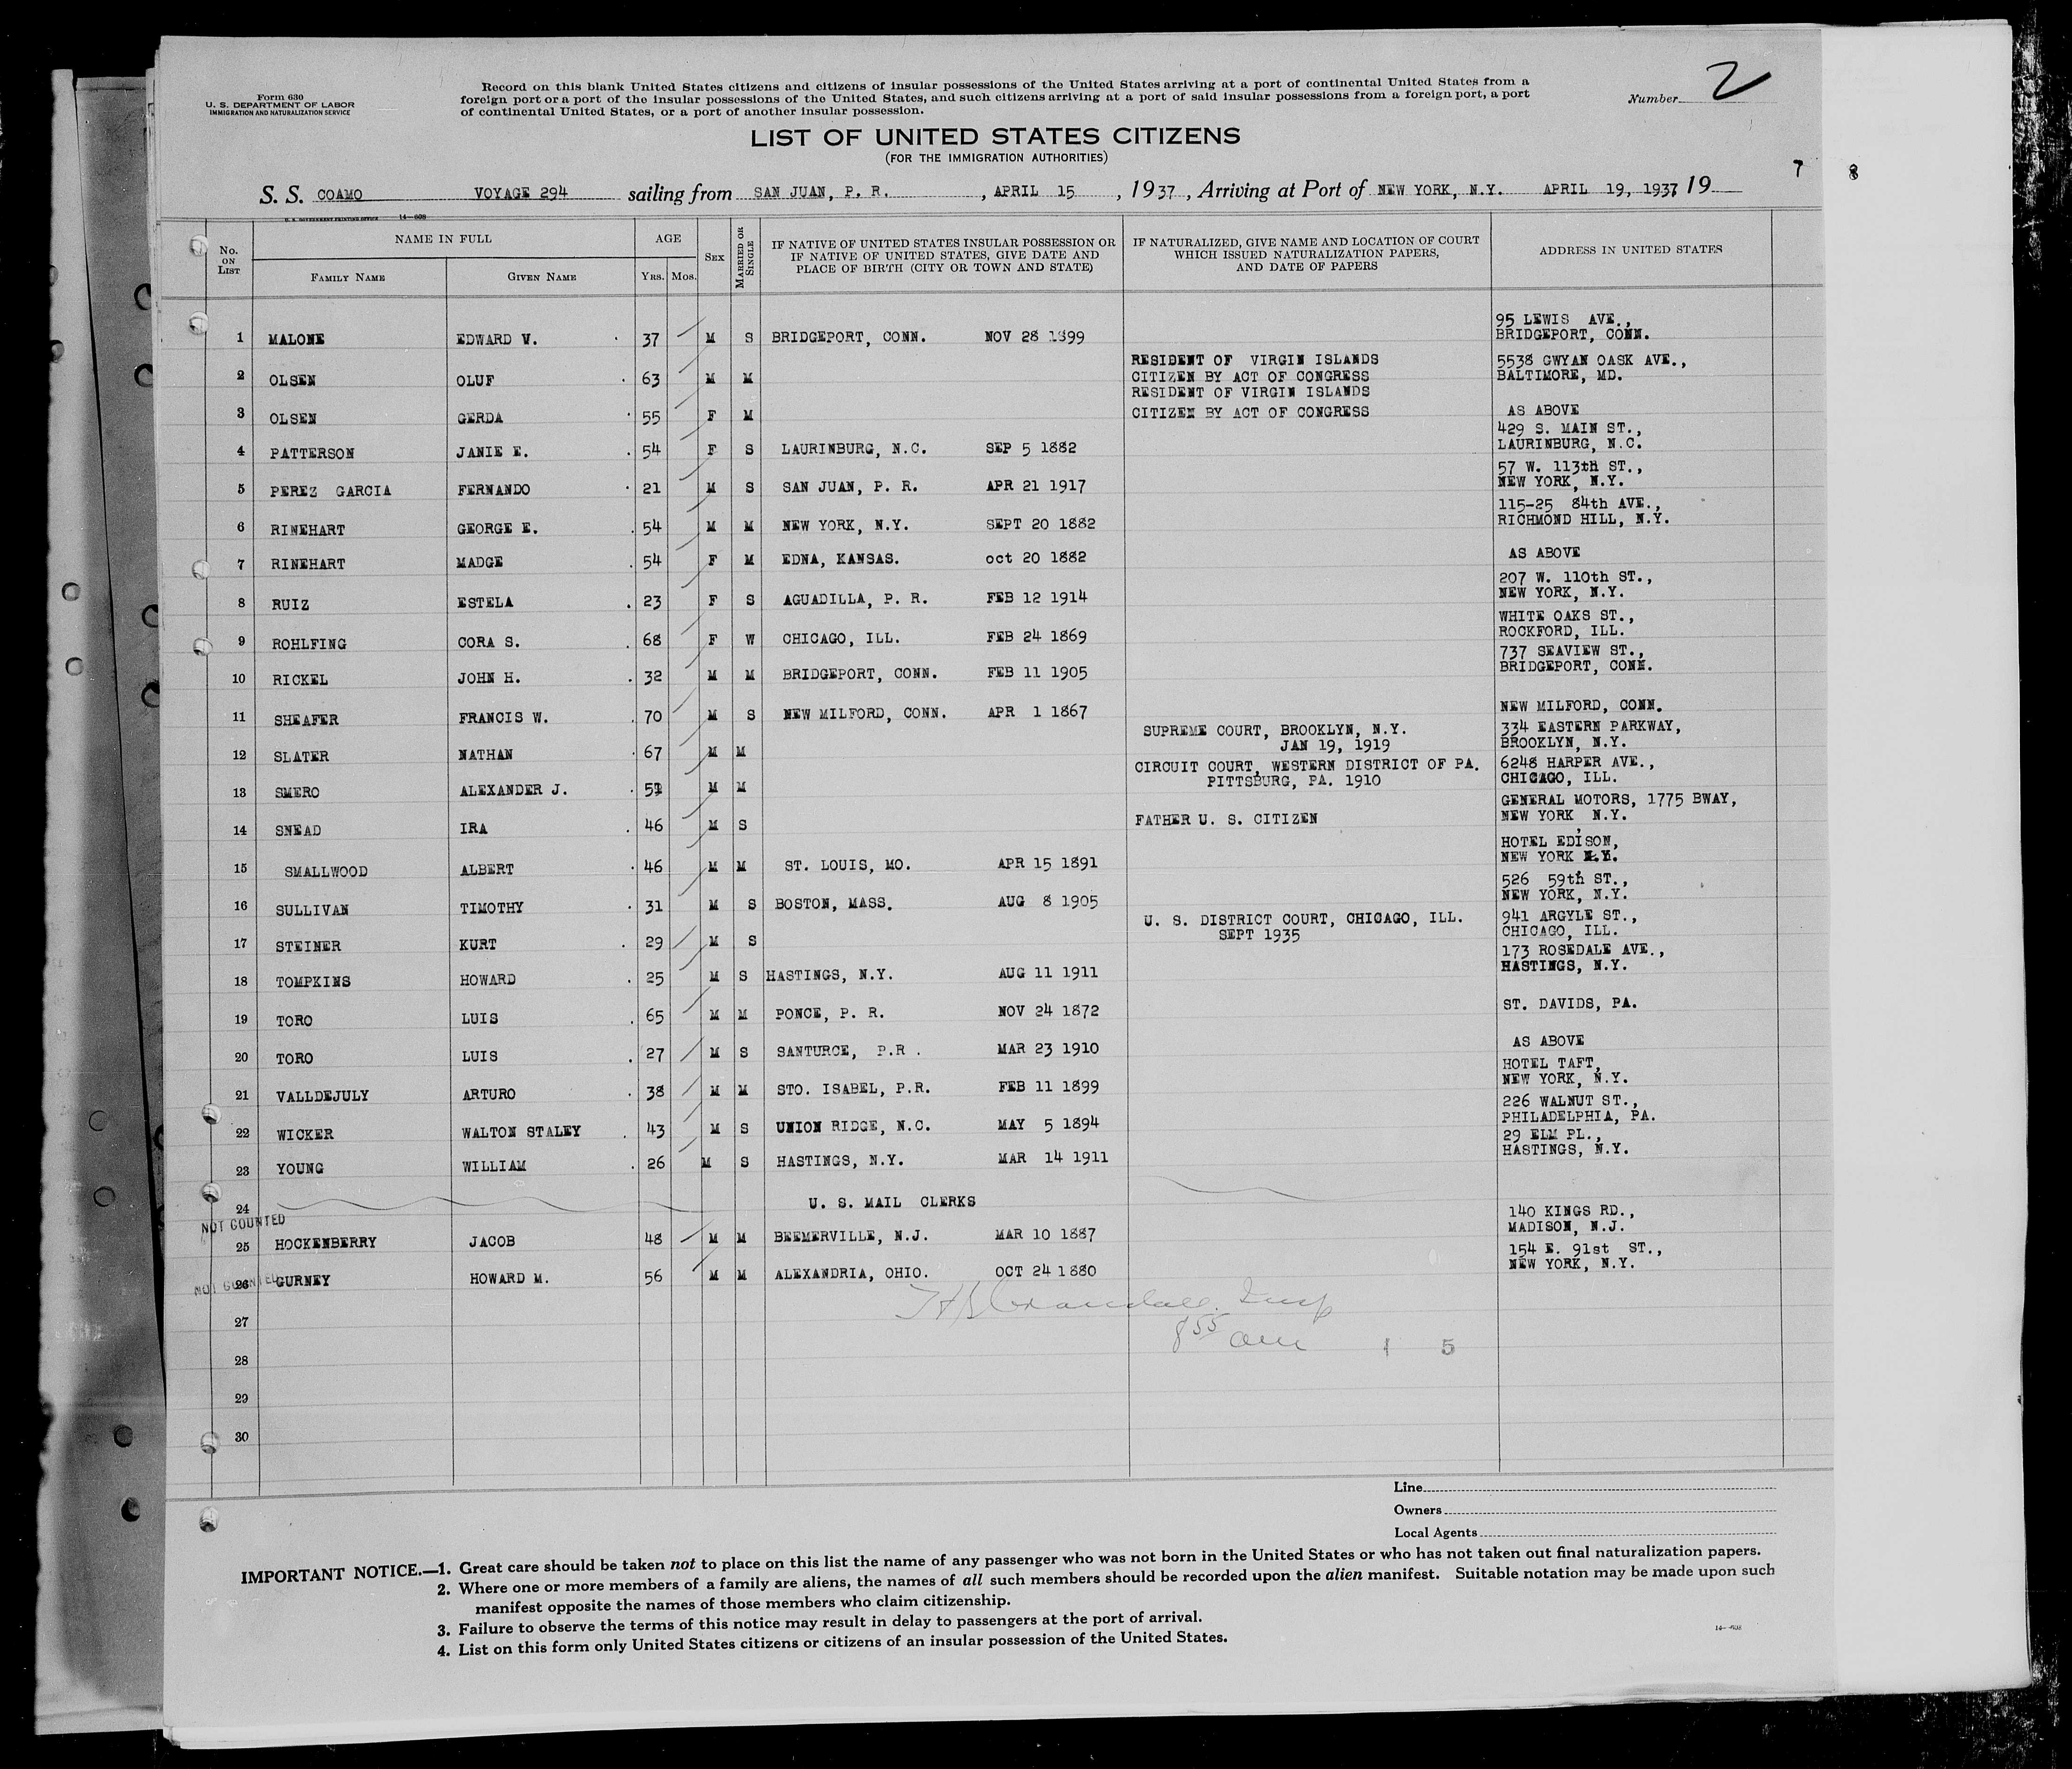 Form 630
U. S. DEPARTMENT OF LABOR
IMMIGRATION AND NATURALIZATION SERVICE
Record on this blank United States citizens and citizens of insular possessions of the United States arriving at a port of continental United States from a
foreign port or a port of the insular possessions of the United States, and such citizens arriving at a port of said insular possessions from a foreign port, a port
of continental United States, or a port of another insular possession.
Number 2
LIST OF UNITED STATES CITIZENS
(FOR THE IMMIGRATION AUTHORITIES)
7 8
S. S. COAMO VOYAGE 294 sailing from SAN JUAN, P. R. , APRIL 15 , 1937 , Arriving at Port of NEW YORK, N.Y. APRIL 19, 1937 19
U. S. GOVERNMENT PRINTING OFFICE 14—608
No. ON LIST
NAME IN FULL
FAMILY NAME
GIVEN NAME
AGE
YRS. MOS.
SEX
MARRIED OR SINGLE
IF NATIVE OF UNITED STATES INSULAR POSSESSION OR
IF NATIVE OF UNITED STATES, GIVE DATE AND
PLACE OF BIRTH (CITY OR TOWN AND STATE)
IF NATURALIZED, GIVE NAME AND LOCATION OF COURT
WHICH ISSUED NATURALIZATION PAPERS,
AND DATE OF PAPERS
ADDRESS IN UNITED STATES
95 LEWIS AVE.,
1 MALONE EDWARD V. 37 M S BRIDGEPORT, CONN. NOV 28 1899 BRIDGEPORT, CONN.
RESIDENT OF VIRGIN ISLANDS 5538 GWYAN OASK AVE.,
2 OLSEN OLUF 63 M M CITIZEN BY ACT OF CONGRESS BALTIMORE, MD.
RESIDENT OF VIRGIN ISLANDS
3 OLSEN GERDA 55 F M CITIZEN BY ACT OF CONGRESS AS ABOVE
429 S. MAIN ST.,
4 PATTERSON JANIE E. 54 F S LAURINBURG, N.C. SEP 5 1882 LAURINBURG, N.C.
57 W. 113th ST.,
5 PEREZ GARCIA FERNANDO 21 M S SAN JUAN, P. R. APR 21 1917 NEW YORK, N.Y.
115-25 84th AVE.,
6 RINEHART GEORGE E. 54 M M NEW YORK, N.Y. SEPT 20 1882 RICHMOND HILL, N.Y.
7 RINEHART MADGE 54 F M EDNA, KANSAS. oct 20 1882 AS ABOVE
207 W. 110th ST.,
8 RUIZ ESTELA 23 F S AGUADILLA, P. R. FEB 12 1914 NEW YORK, N.Y.
WHITE OAKS ST.,
9 ROHLFING CORA S. 68 F W CHICAGO, ILL. FEB 24 1869 ROCKFORD, ILL.
737 SEAVIEW ST.,
10 RICKEL JOHN H. 32 M M BRIDGEPORT, CONN. FEB 11 1905 BRIDGEPORT, CONN.
11 SHEAFER FRANCIS W. 70 M S NEW MILFORD, CONN. APR 1 1867 NEW MILFORD, CONN.
SUPREME COURT, BROOKLYN, N.Y. 334 EASTERN PARKWAY,
12 SLATER NATHAN 67 M M JAN 19, 1919 BROOKLYN, N.Y.
CIRCUIT COURT, WESTERN DISTRICT OF PA. 6248 HARPER AVE.,
13 SMERO ALEXANDER J. M M PITTSBURG, PA. 1910 CHICAGO, ILL.
GENERAL MOTORS, 1775 BWAY,
14 SNEAD IRA 46 M S FATHER U. S. CITIZEN NEW YORK, N.Y.
HOTEL EDISON,
15 SMALLWOOD ALBERT 46 M M ST. LOUIS, MO. APR 15 1891 NEW YORK N.Y.
526 59th ST.,
16 SULLIVAN TIMOTHY 31 M S BOSTON, MASS. AUG 8 1905 NEW YORK, N.Y.
U. S. DISTRICT COURT, CHICAGO, ILL. 941 ARGYLE ST.,
17 STEINER KURT 29 M S SEPT 1935 CHICAGO, ILL.
173 ROSEDALE AVE.,
18 TOMPKINS HOWARD 25 M S HASTINGS, N.Y. AUG 11 1911 HASTINGS, N.Y.
19 TORO LUIS 65 M M PONCE, P. R. NOV 24 1872 ST. DAVIDS, PA.
20 TORO LUIS 27 M S SANTURCE, P.R . MAR 23 1910 AS ABOVE
HOTEL TAFT,
21 VALLDEJULY ARTURO 38 M M STO. ISABEL, P.R. FEB 11 1899 NEW YORK, N.Y.
226 WALNUT ST.,
22 WICKER WALTON STALEY 43 M S UNION RIDGE, N.C. MAY 5 1894 PHILADELPHIA, PA.
29 ELM PL.,
23 YOUNG WILLIAM 26 M S HASTINGS, N.Y. MAR 14 1911 HASTINGS, N.Y.
24 U. S. MAIL CLERKS
NOT COUNTED 140 KINGS RD.,
25 HOCKENBERRY JACOB 48 M M BEEMERVILLE, N.J. MAR 10 1887 MADISON, N.J.
154 E. 91st ST.,
NOT COUNTED 26 GURNEY HOWARD M. 56 M M ALEXANDRIA, OHIO. OCT 24 1880 NEW YORK, N.Y.
Crandall, Insp
27
8 55 am 1 5
28
29
30
Line
Owners
Local Agents
IMPORTANT NOTICE.—1. Great care should be taken not to place on this list the name of any passenger who was not born in the United States or who has not taken out final naturalization papers.
2. Where one or more members of a family are aliens, the names of all such members should be recorded upon the alien manifest. Suitable notation may be made upon such
manifest opposite the names of those members who claim citizenship.
3. Failure to observe the terms of this notice may result in delay to passengers at the port of arrival.
4. List on this form only United States citizens or citizens of an insular possession of the United States.
14—608